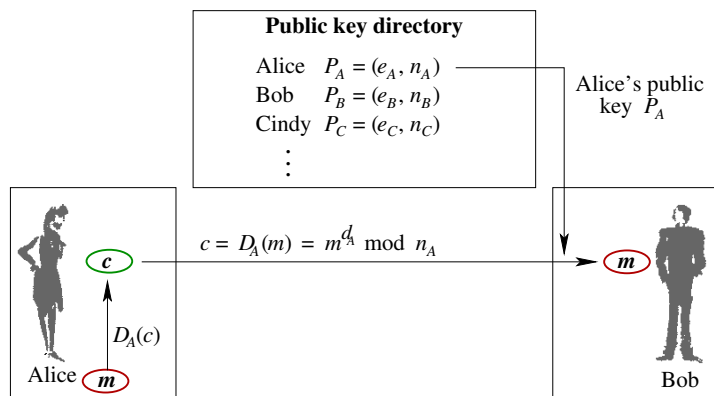 Public key directory
Alice P_A = (e_A, n_A)
Bob P_B = (e_B, n_B)
Cindy P_C = (e_C, n_C)
⋮
Alice's public
key P_A
c = D_A(m) = m^{d_A} mod n_A
c
m
D_A(c)
Alice
m
Bob